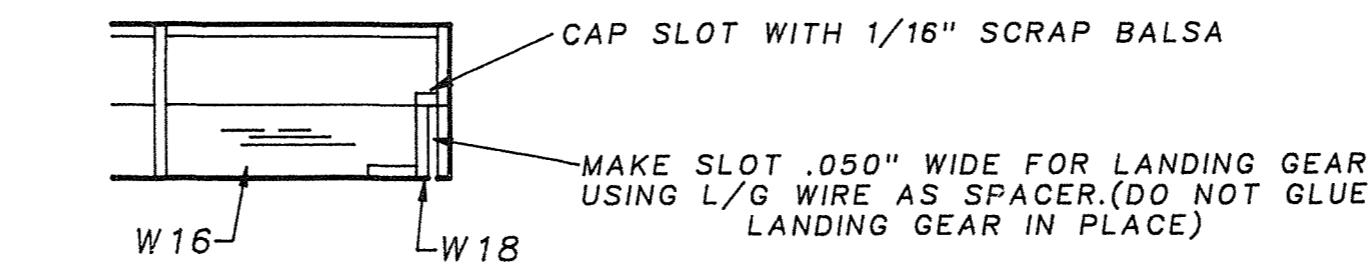 CAP SLOT WITH 1/16" SCRAP BALSA
MAKE SLOT .050" WIDE FOR LANDING GEAR
USING L/G WIRE AS SPACER.(DO NOT GLUE
LANDING GEAR IN PLACE)
W16
W18